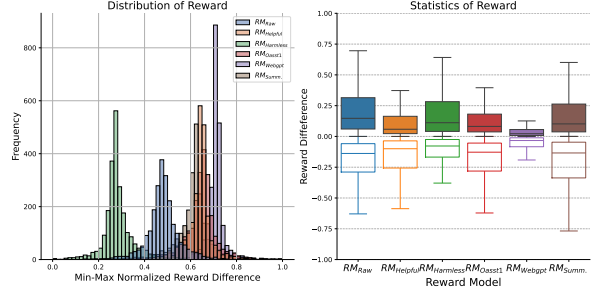 Distribution of Reward
Frequency
800
600
400
200
0
0.0 0.2 0.4 0.6 0.8 1.0
Min-Max Normalized Reward Difference
RM_Raw
RM_Helpful
RM_Harmless
RM_Oasst1
RM_Webgpt
RM_Summ.
Statistics of Reward
Reward Difference
1.00
0.75
0.50
0.25
0.00
−0.25
−0.50
−0.75
−1.00
RM_Raw RM_Helpful RM_Harmless RM_Oasst1 RM_Webgpt RM_Summ.
Reward Model